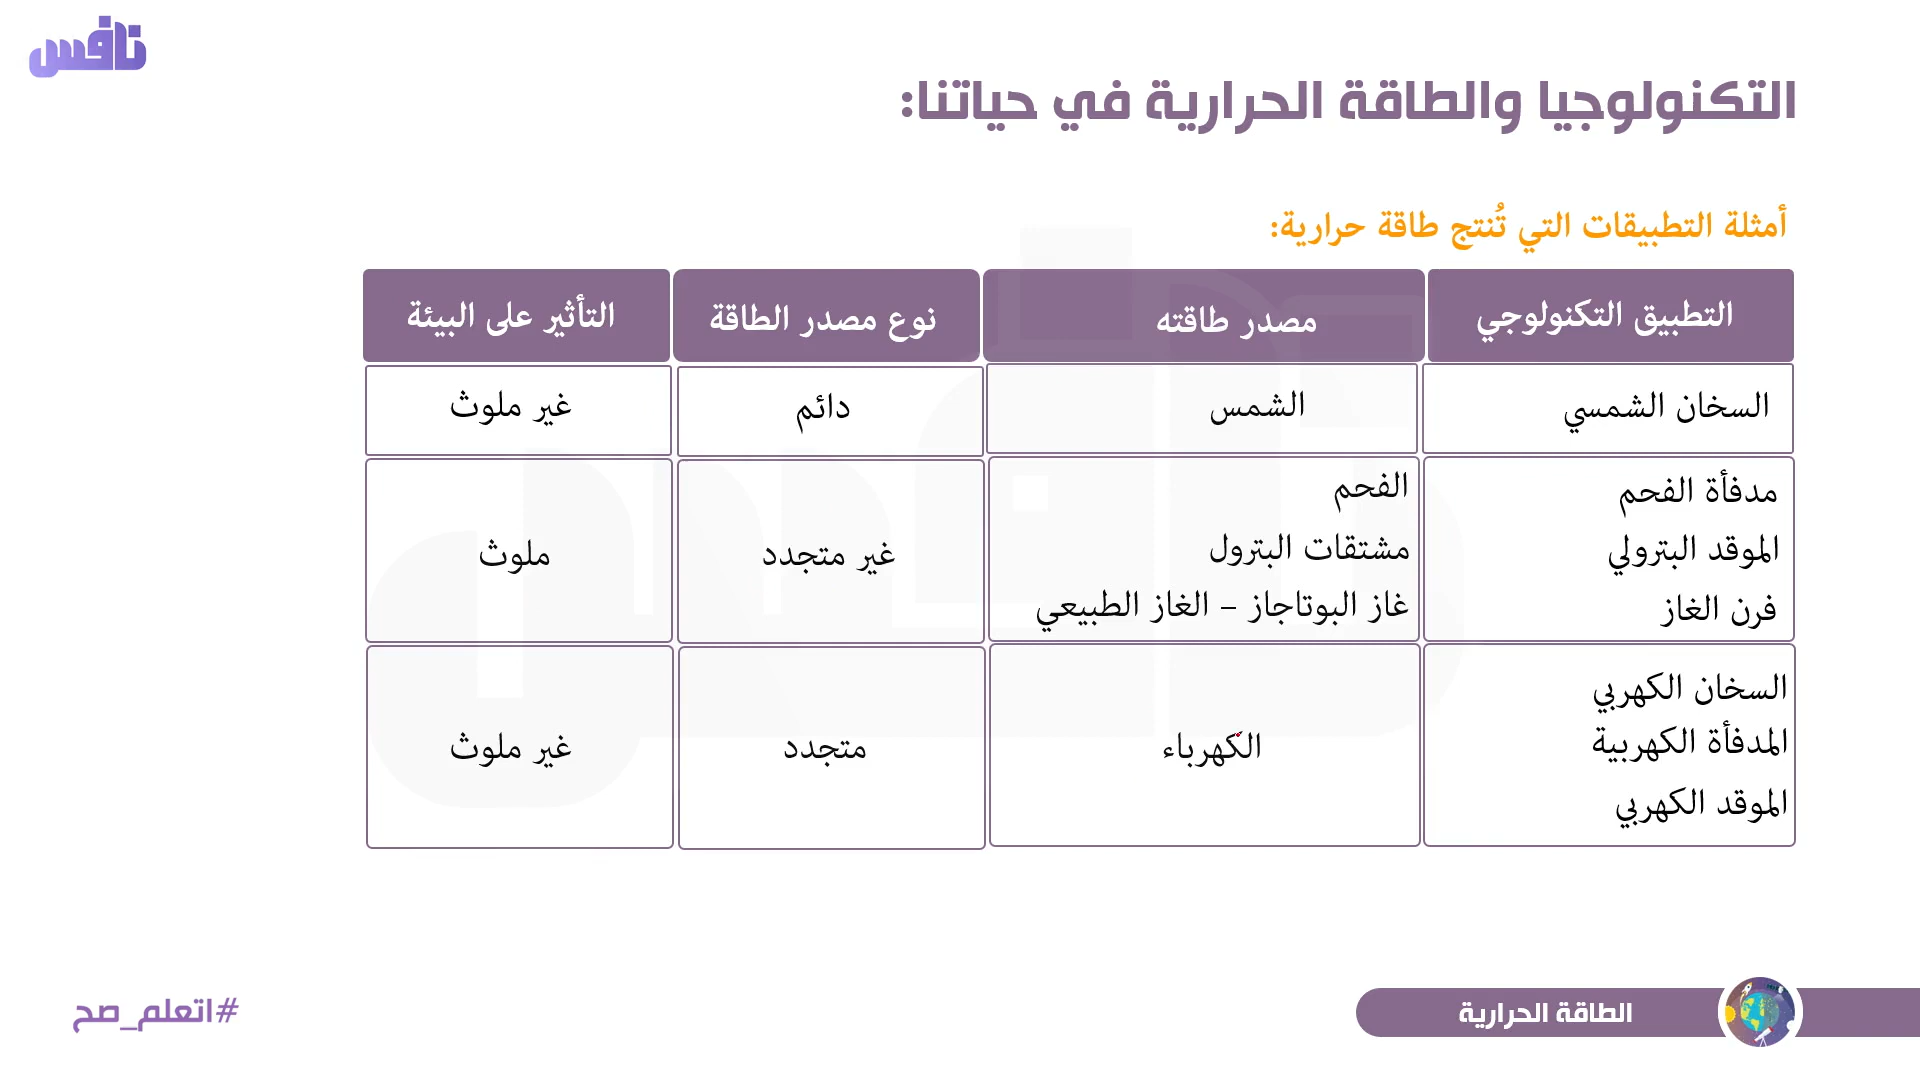 نافس
التكنولوجيا والطاقة الحرارية في حياتنا:
أمثلة التطبيقات التي تُنتج طاقة حرارية:
التطبيق التكنولوجي
مصدر طاقته
نوع مصدر الطاقة
التأثير على البيئة
السخان الشمسي
الشمس
دائم
غير ملوث
مدفأة الفحم
الموقد البترولي
فرن الغاز
الفحم
مشتقات البترول
غاز البوتاجاز – الغاز الطبيعي
غير متجدد
ملوث
السخان الكهربي
المدفأة الكهربية
الموقد الكهربي
الكهرباء
متجدد
غير ملوث
الطاقة الحرارية
#اتعلم_صح